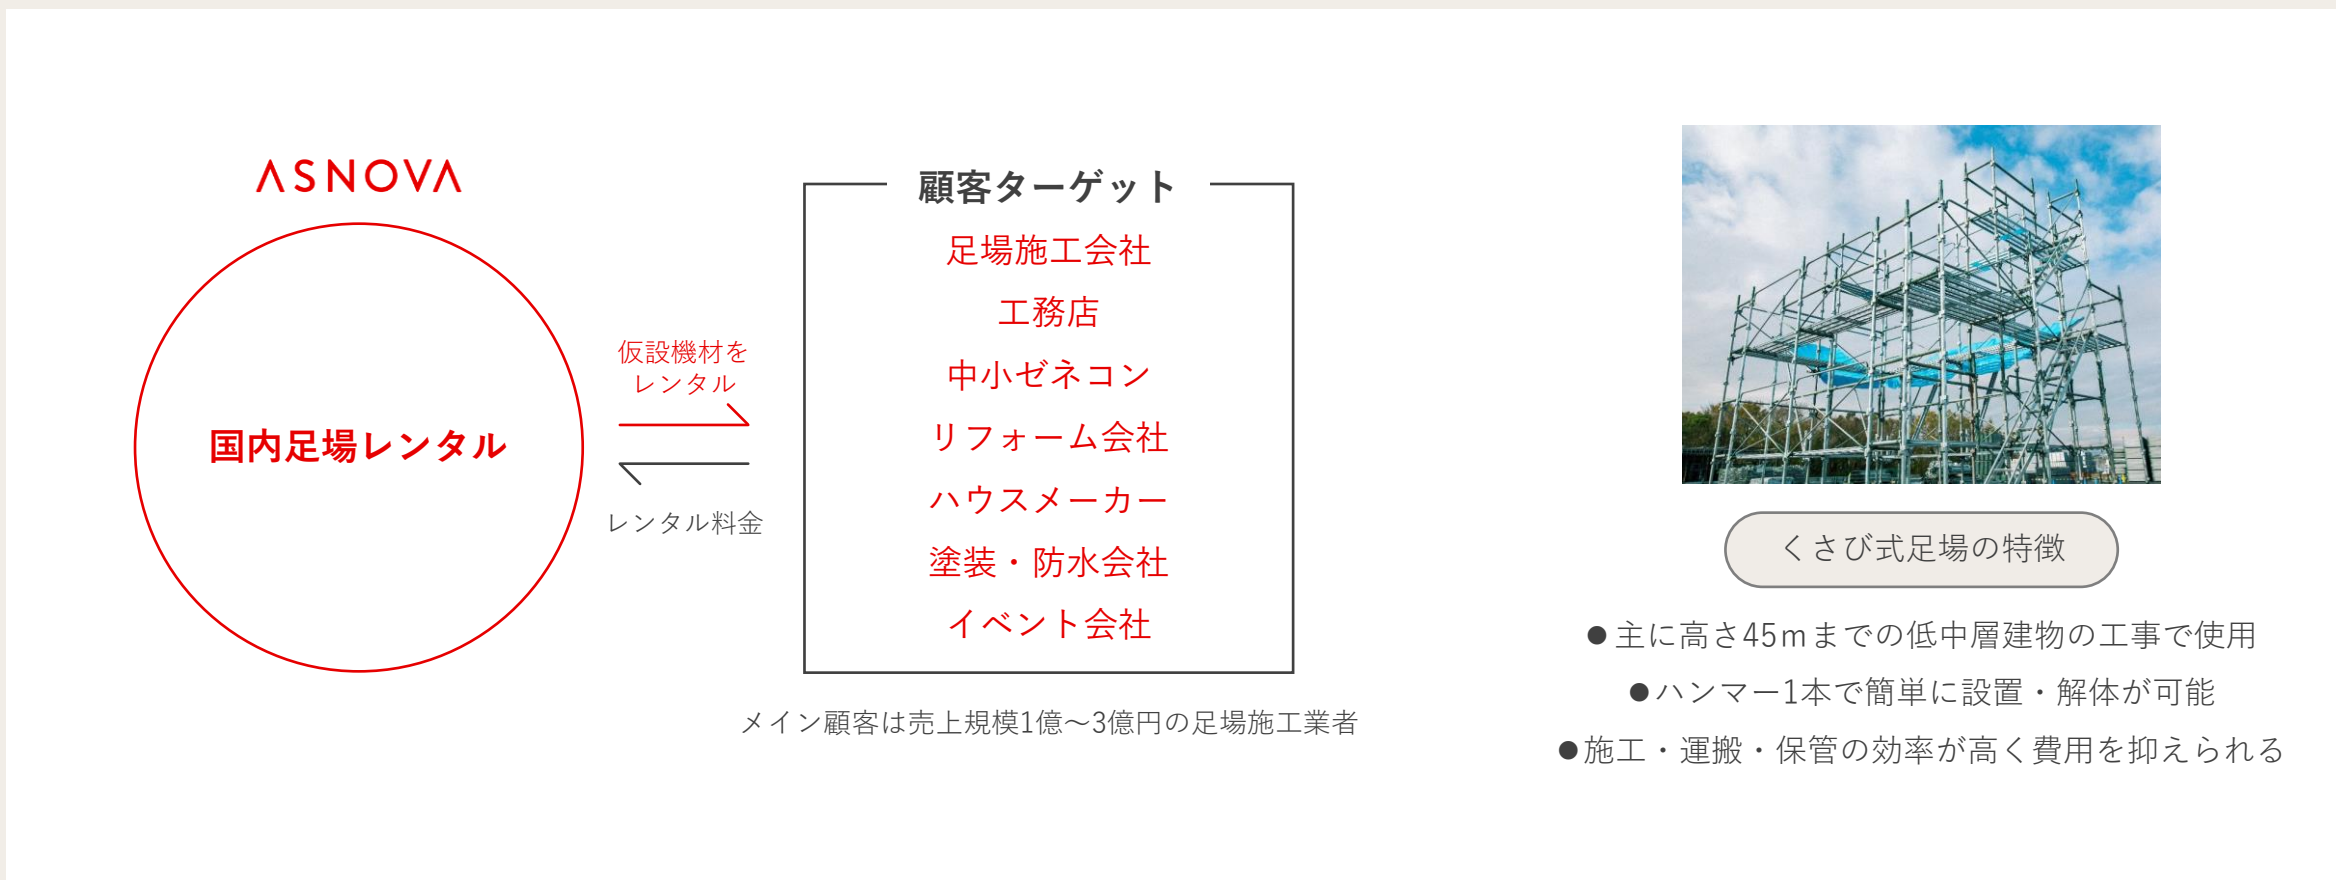 ASNOVA
国内足場レンタル
仮設機材を
レンタル
レンタル料金
顧客ターゲット
足場施工会社
工務店
中小ゼネコン
リフォーム会社
ハウスメーカー
塗装・防水会社
イベント会社
メイン顧客は売上規模1億～3億円の足場施工業者
くさび式足場の特徴
●主に高さ45mまでの低中層建物の工事で使用
●ハンマー1本で簡単に設置・解体が可能
●施工・運搬・保管の効率が高く費用を抑えられる